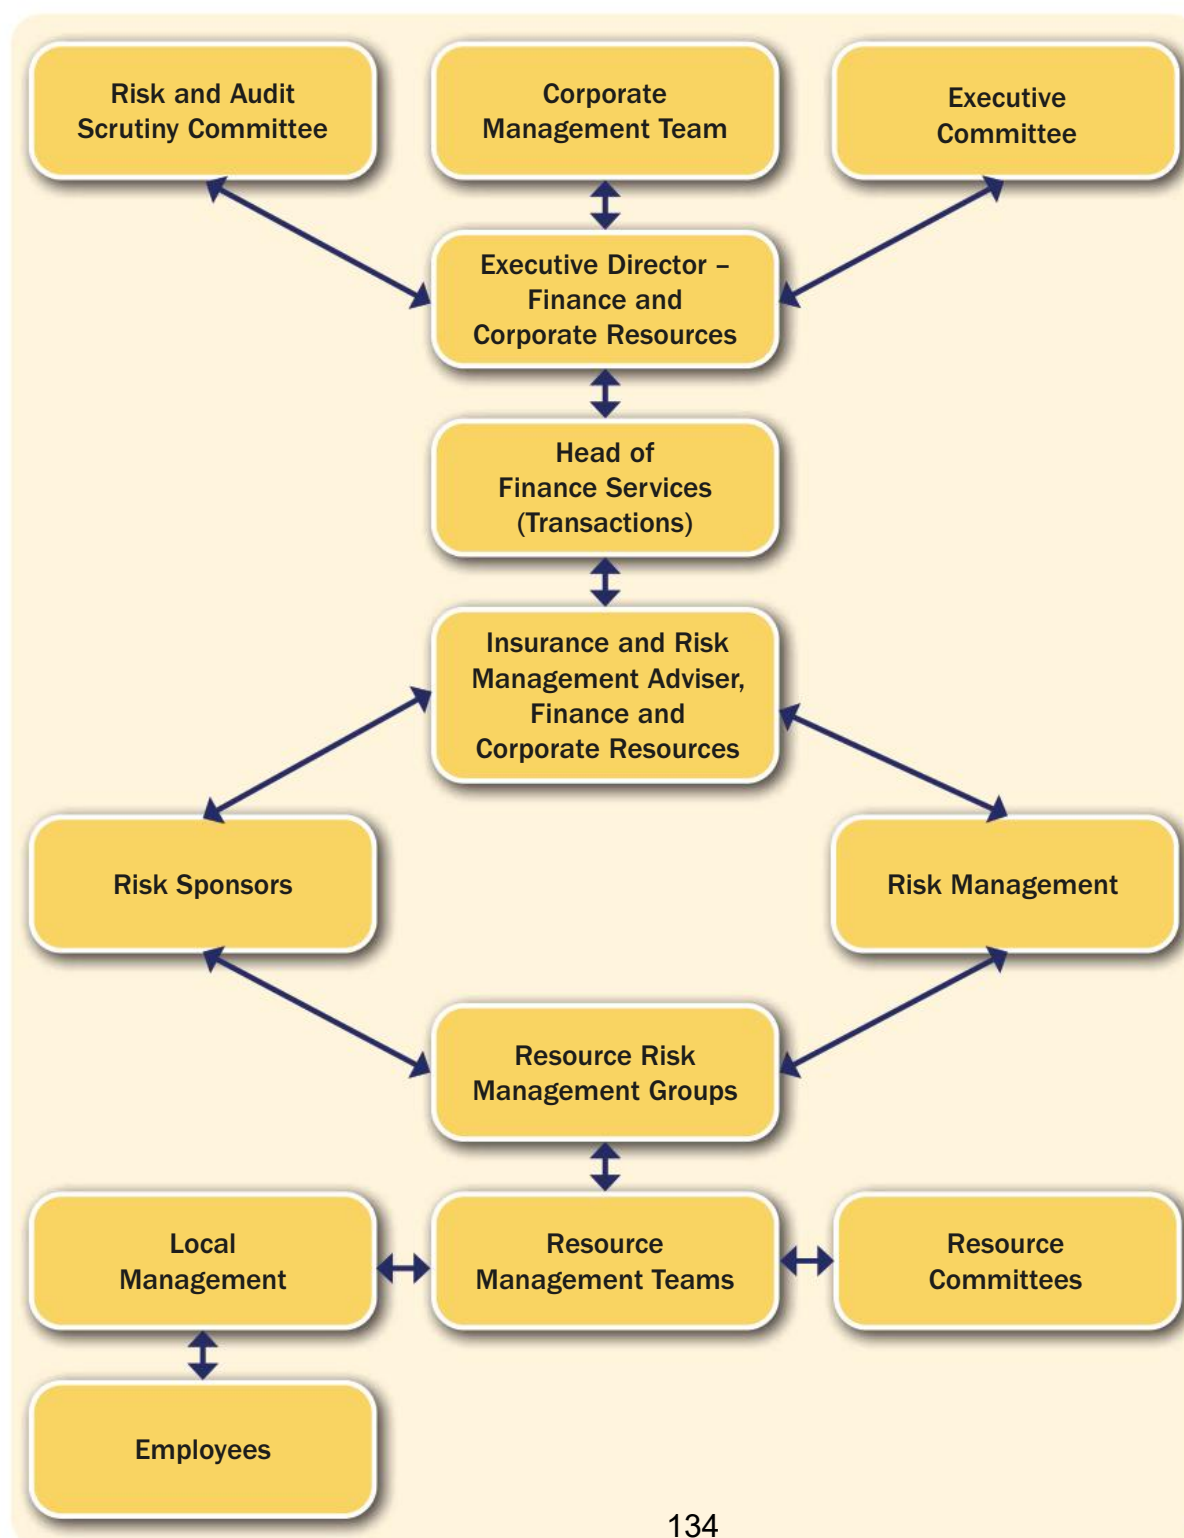 Risk and Audit
Scrutiny Committee
Corporate
Management Team
Executive
Committee
Executive Director –
Finance and
Corporate Resources
Head of
Finance Services
(Transactions)
Insurance and Risk
Management Adviser,
Finance and
Corporate Resources
Risk Sponsors
Risk Management
Resource Risk
Management Groups
Local
Management
Resource
Management Teams
Resource
Committees
Employees
134